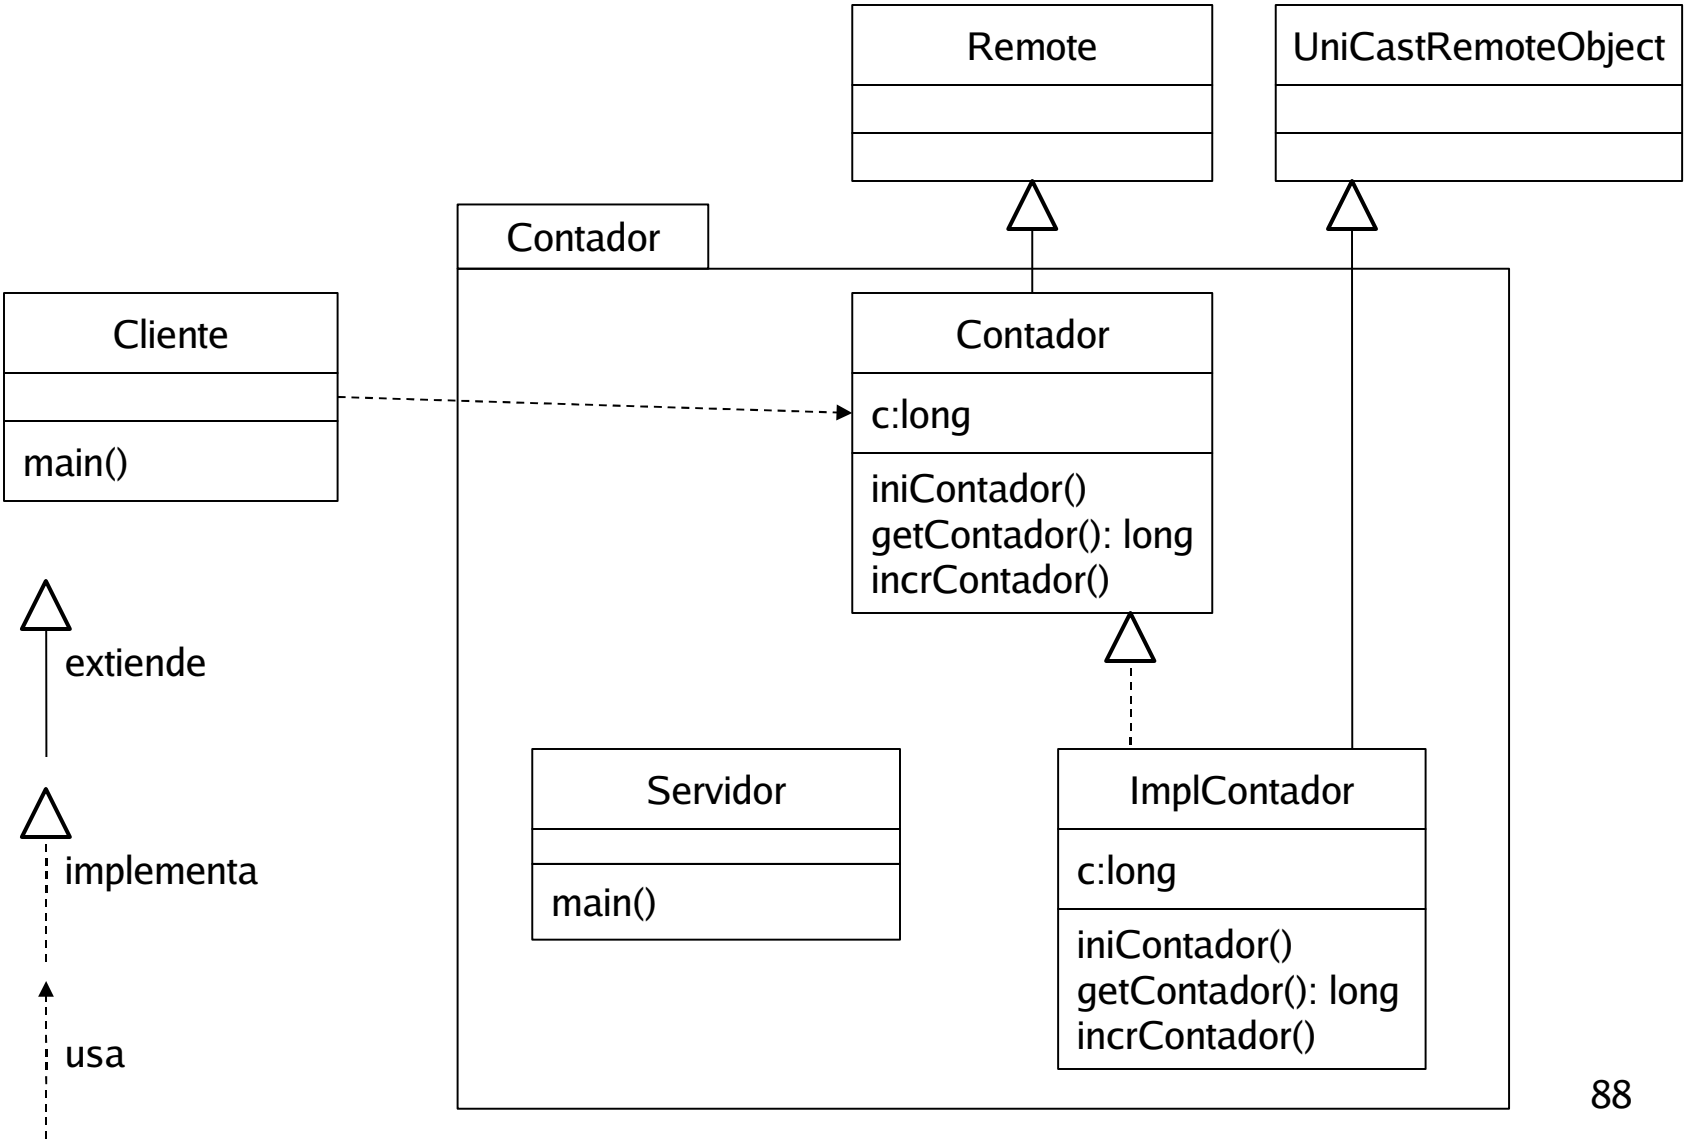 Remote
UniCastRemoteObject
Contador
Cliente
main()
Contador
c:long
iniContador()
getContador(): long
incrContador()
extiende
implementa
usa
Servidor
main()
ImplContador
c:long
iniContador()
getContador(): long
incrContador()
88